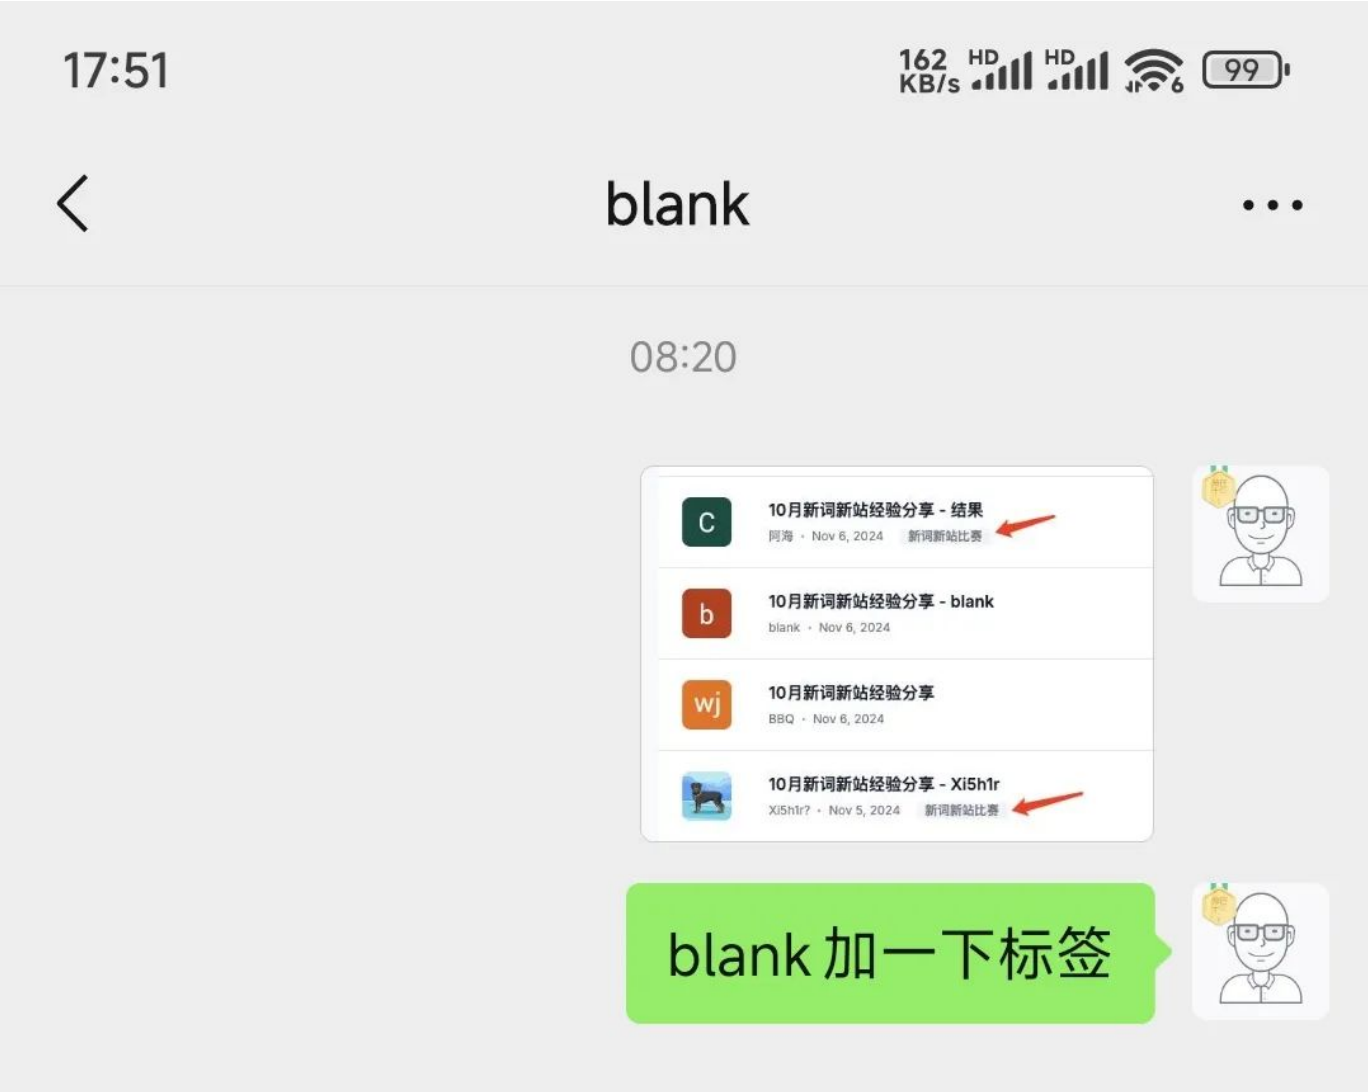 17:51
162 KB/s HD HD 6 99
blank
08:20
C
10月新词新站经验分享 - 结果
阿海 · Nov 6, 2024 新词新站比赛
b
10月新词新站经验分享 - blank
blank · Nov 6, 2024
wj
10月新词新站经验分享
BBQ · Nov 6, 2024
10月新词新站经验分享 - Xi5h1r
Xi5h1r? · Nov 5, 2024 新词新站比赛
blank 加一下标签